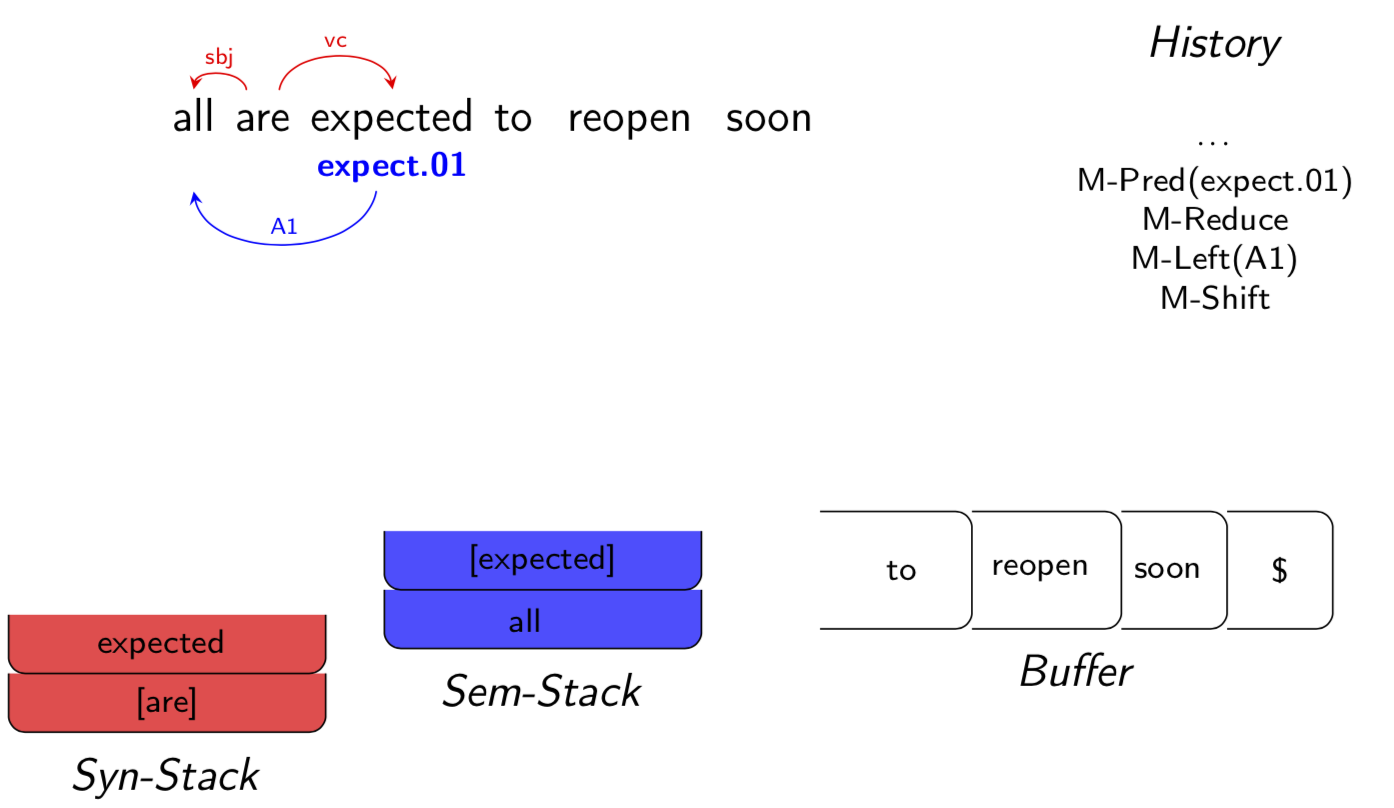 History
vc
sbj
all are expected to reopen soon
expect.01
A1
...
M-Pred(expect.01)
M-Reduce
M-Left(A1)
M-Shift
[expected]
all
Sem-Stack
expected
[are]
Syn-Stack
to reopen soon $
Buffer